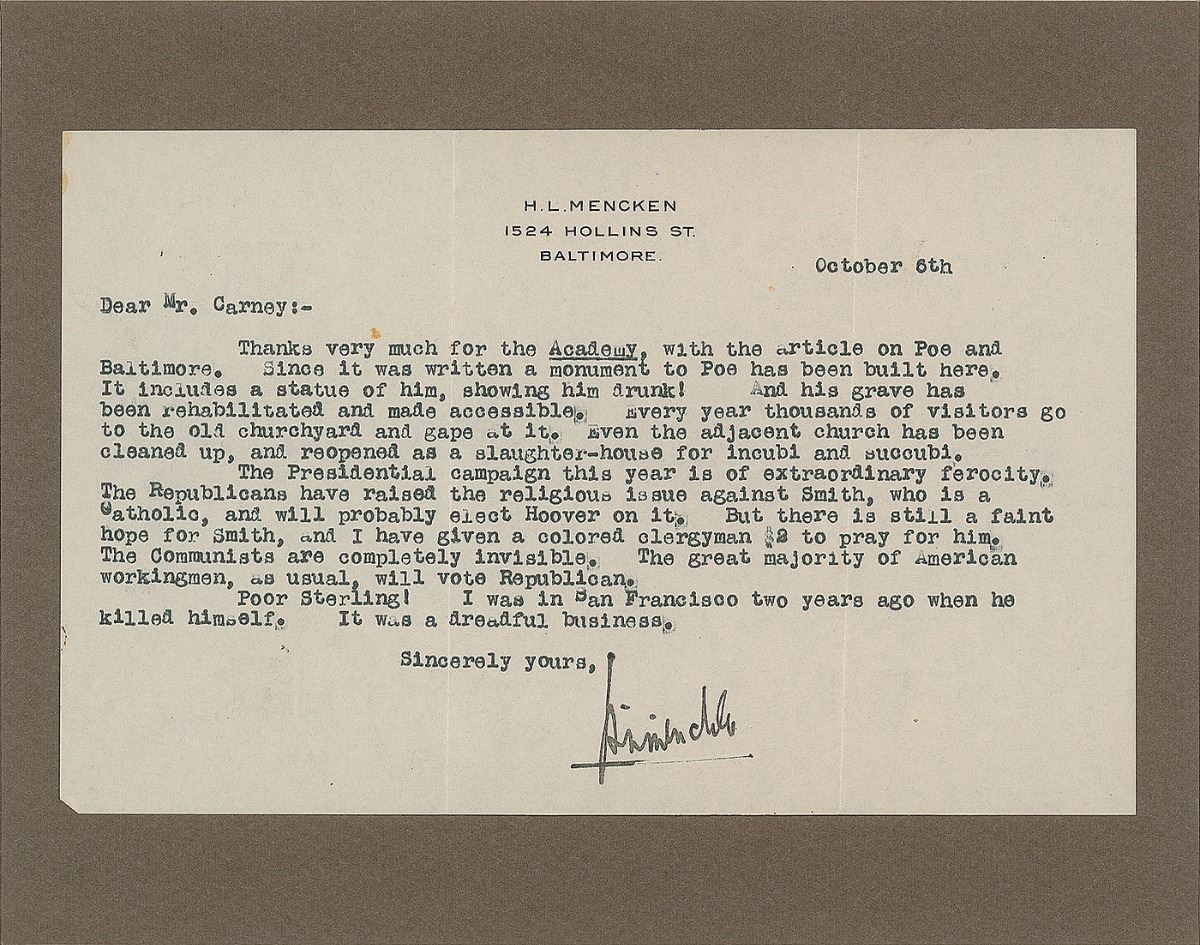 H.L.MENCKEN
1524 HOLLINS ST.
BALTIMORE.
October 6th
Dear Mr. Carney:-
Thanks very much for the Academy, with the article on Poe and
Baltimore. Since it was written a monument to Poe has been built here.
It includes a statue of him, showing him drunk! And his grave has
been rehabilitated and made accessible. Every year thousands of visitors go
to the old churchyard and gape at it. Even the adjacent church has been
cleaned up, and reopened as a slaughter-house for incubi and succubi.
The Presidential campaign this year is of extraordinary ferocity.
The Republicans have raised the religious issue against Smith, who is a
Catholic, and will probably elect Hoover on it. But there is still a faint
hope for Smith, and I have given a colored clergyman $2 to pray for him.
The Communists are completely invisible. The great majority of American
workingmen, as usual, will vote Republican.
Poor Sterling! I was in San Francisco two years ago when he
killed himself. It was a dreadful business.
Sincerely yours,
HLMencken